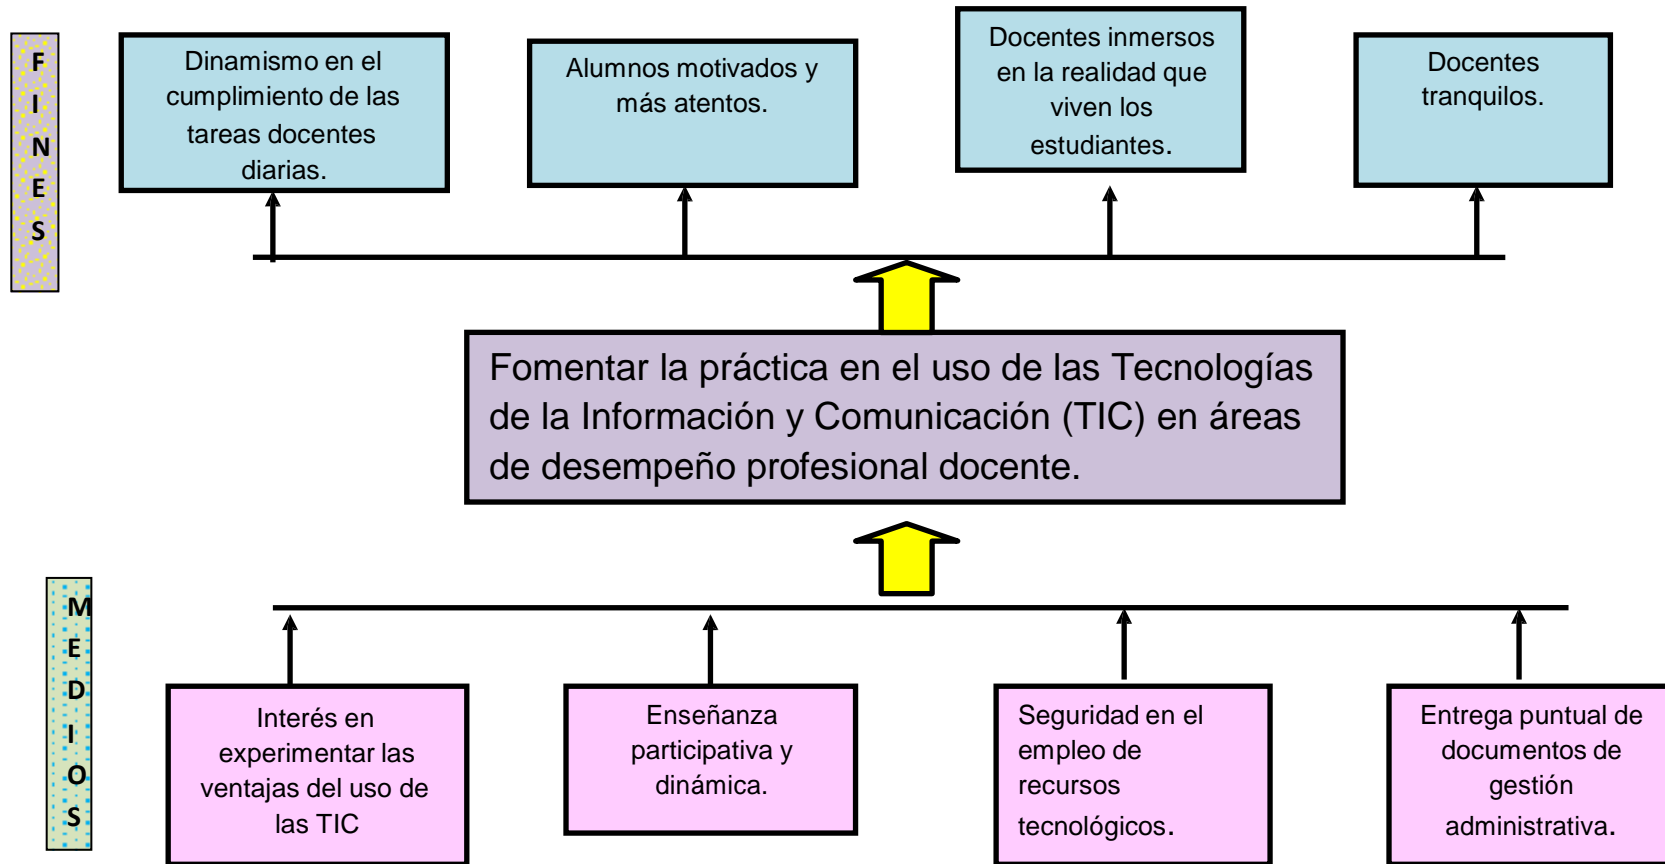 F
I
N
E
S
Dinamismo en el
cumplimiento de las
tareas docentes
diarias.
Alumnos motivados y
más atentos.
Docentes inmersos
en la realidad que
viven los
estudiantes.
Docentes
tranquilos.
Fomentar la práctica en el uso de las Tecnologías
de la Información y Comunicación (TIC) en áreas
de desempeño profesional docente.
M
E
D
I
O
S
Interés en
experimentar las
ventajas del uso de
las TIC
Enseñanza
participativa y
dinámica.
Seguridad en el
empleo de
recursos
tecnológicos.
Entrega puntual de
documentos de
gestión
administrativa.